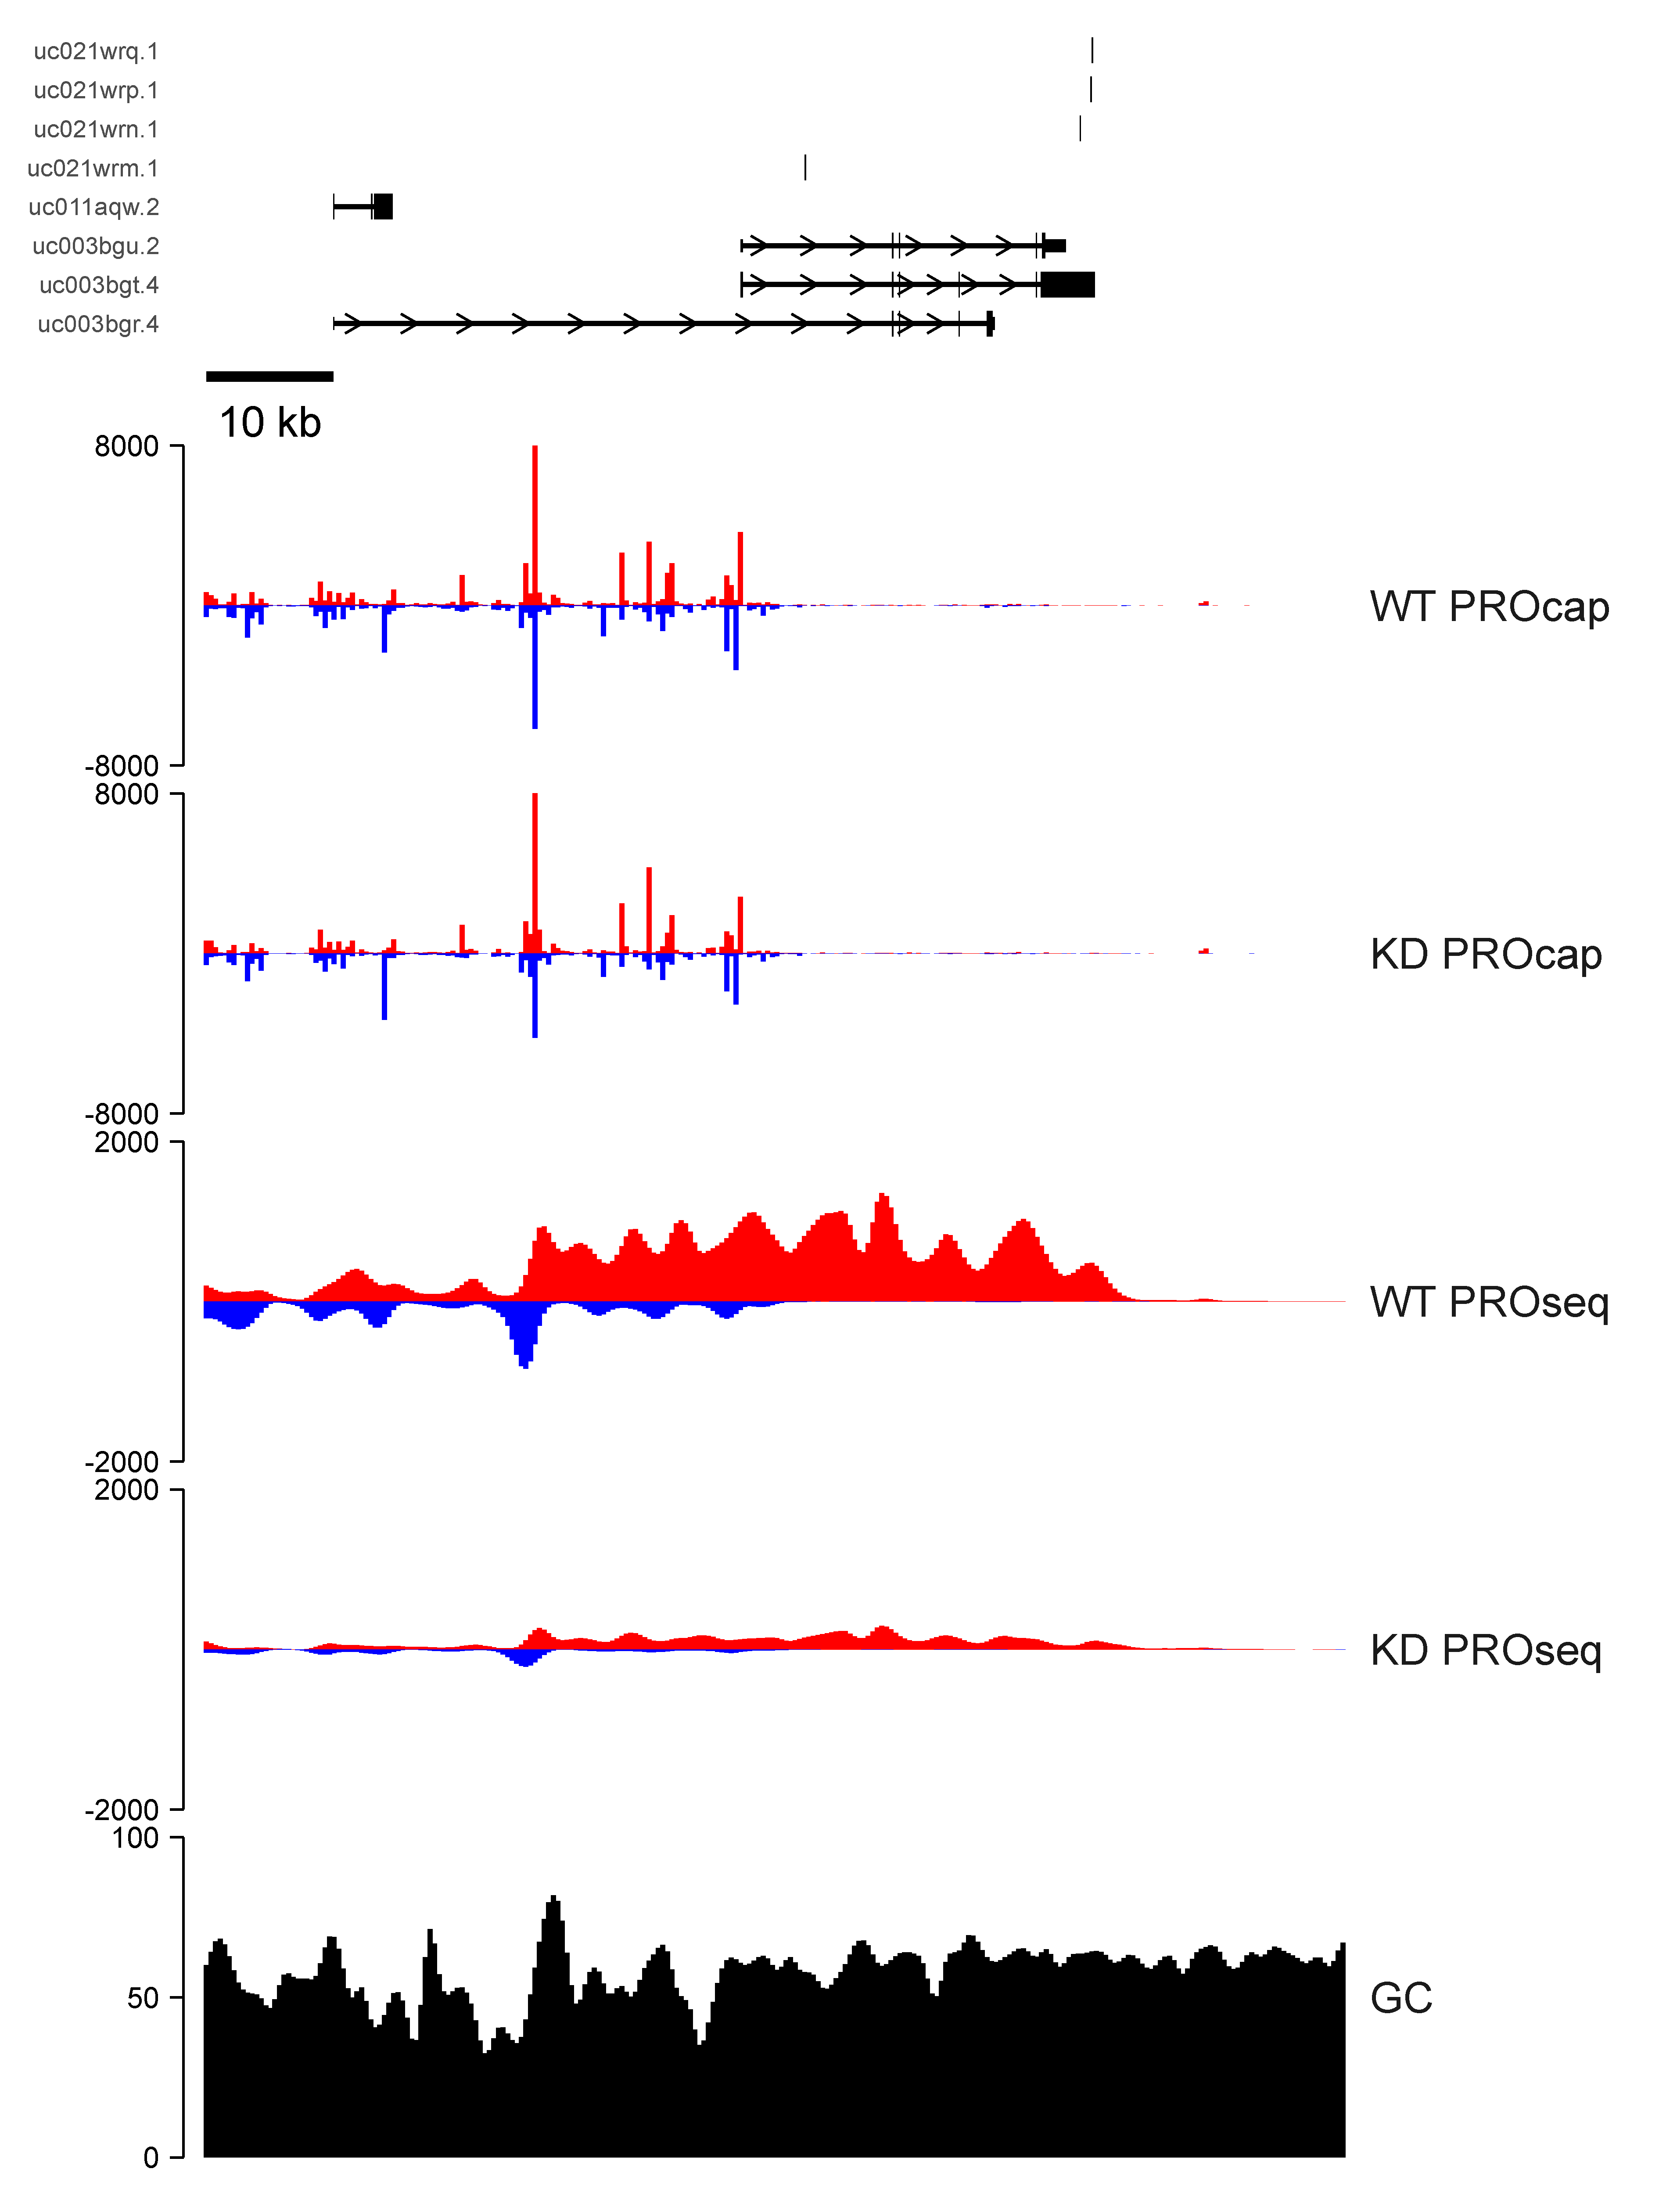 uc021wrq.1
uc021wrp.1
uc021wrn.1
uc021wrm.1
uc011aqw.2
uc003bgu.2
uc003bgt.4
uc003bgr.4
10 kb
8000
WT PROcap
-8000
8000
KD PROcap
-8000
2000
WT PROseq
-2000
2000
KD PROseq
-2000
100
50
GC
0